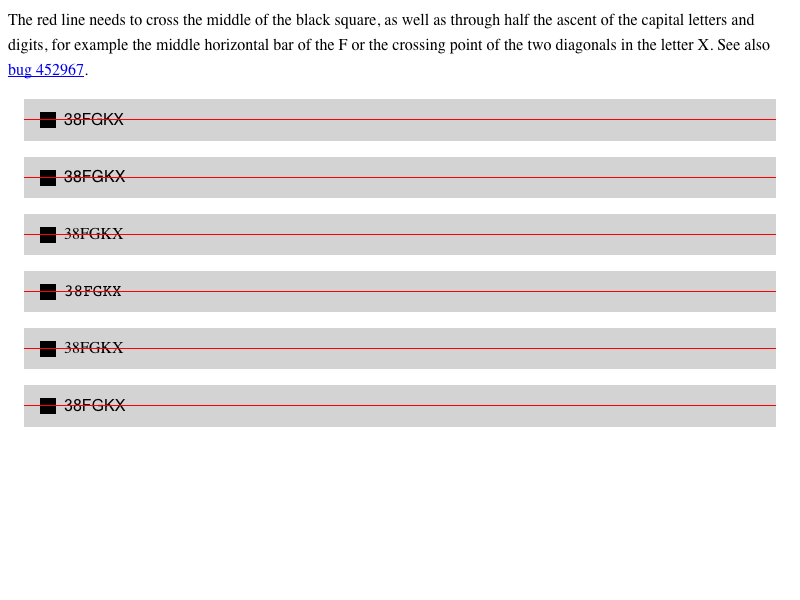 The red line needs to cross the middle of the black square, as well as through half the ascent of the capital letters and
digits, for example the middle horizontal bar of the F or the crossing point of the two diagonals in the letter X. See also
bug 452967.
38FGKX
38FGKX
38FGKX
38FGKX
38FGKX
38FGKX